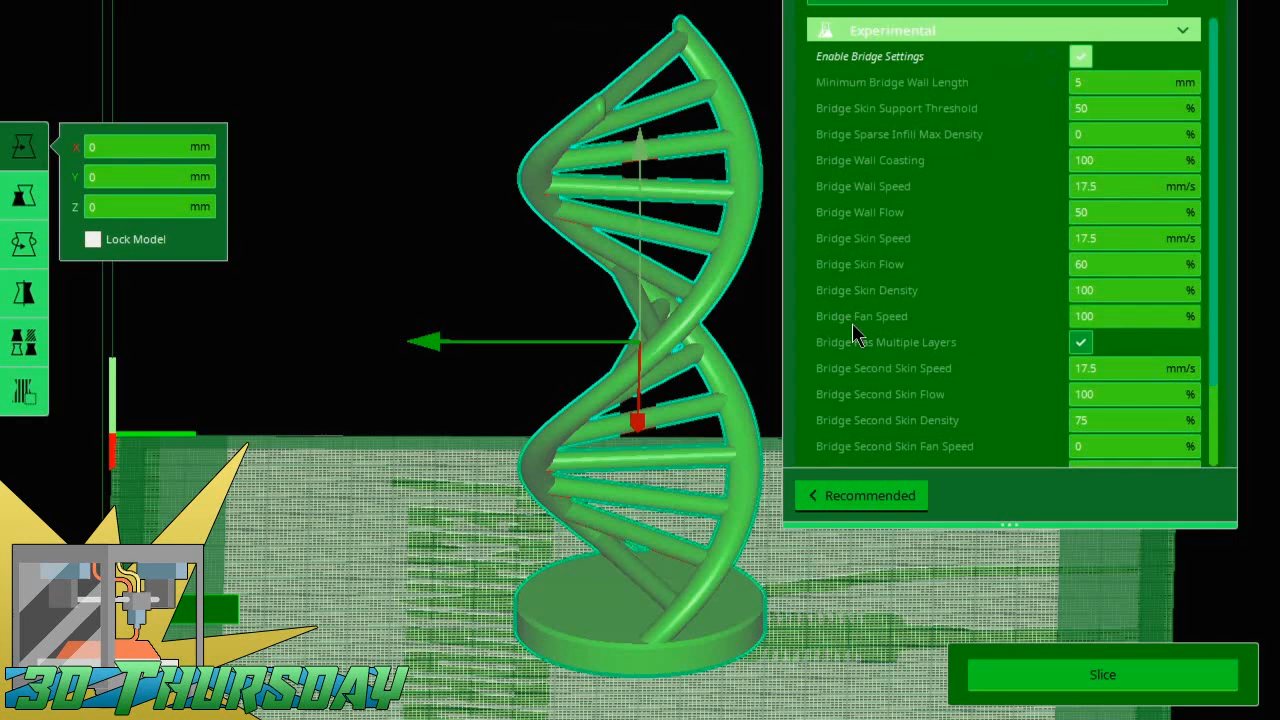 Experimental
Enable Bridge Settings
Minimum Bridge Wall Length 5 mm
Bridge Skin Support Threshold 50 %
Bridge Sparse Infill Max Density 0 %
Bridge Wall Coasting 100 %
Bridge Wall Speed 17.5 mm/s
Bridge Wall Flow 50 %
Bridge Skin Speed 17.5 mm/s
Bridge Skin Flow 60 %
Bridge Skin Density 100 %
Bridge Fan Speed 100 %
Bridge Has Multiple Layers
Bridge Second Skin Speed 17.5 mm/s
Bridge Second Skin Flow 100 %
Bridge Second Skin Density 75 %
Bridge Second Skin Fan Speed 0 %
Recommended
X 0 mm
Y 0 mm
Z 0 mm
Lock Model
Slice
3D Thursday